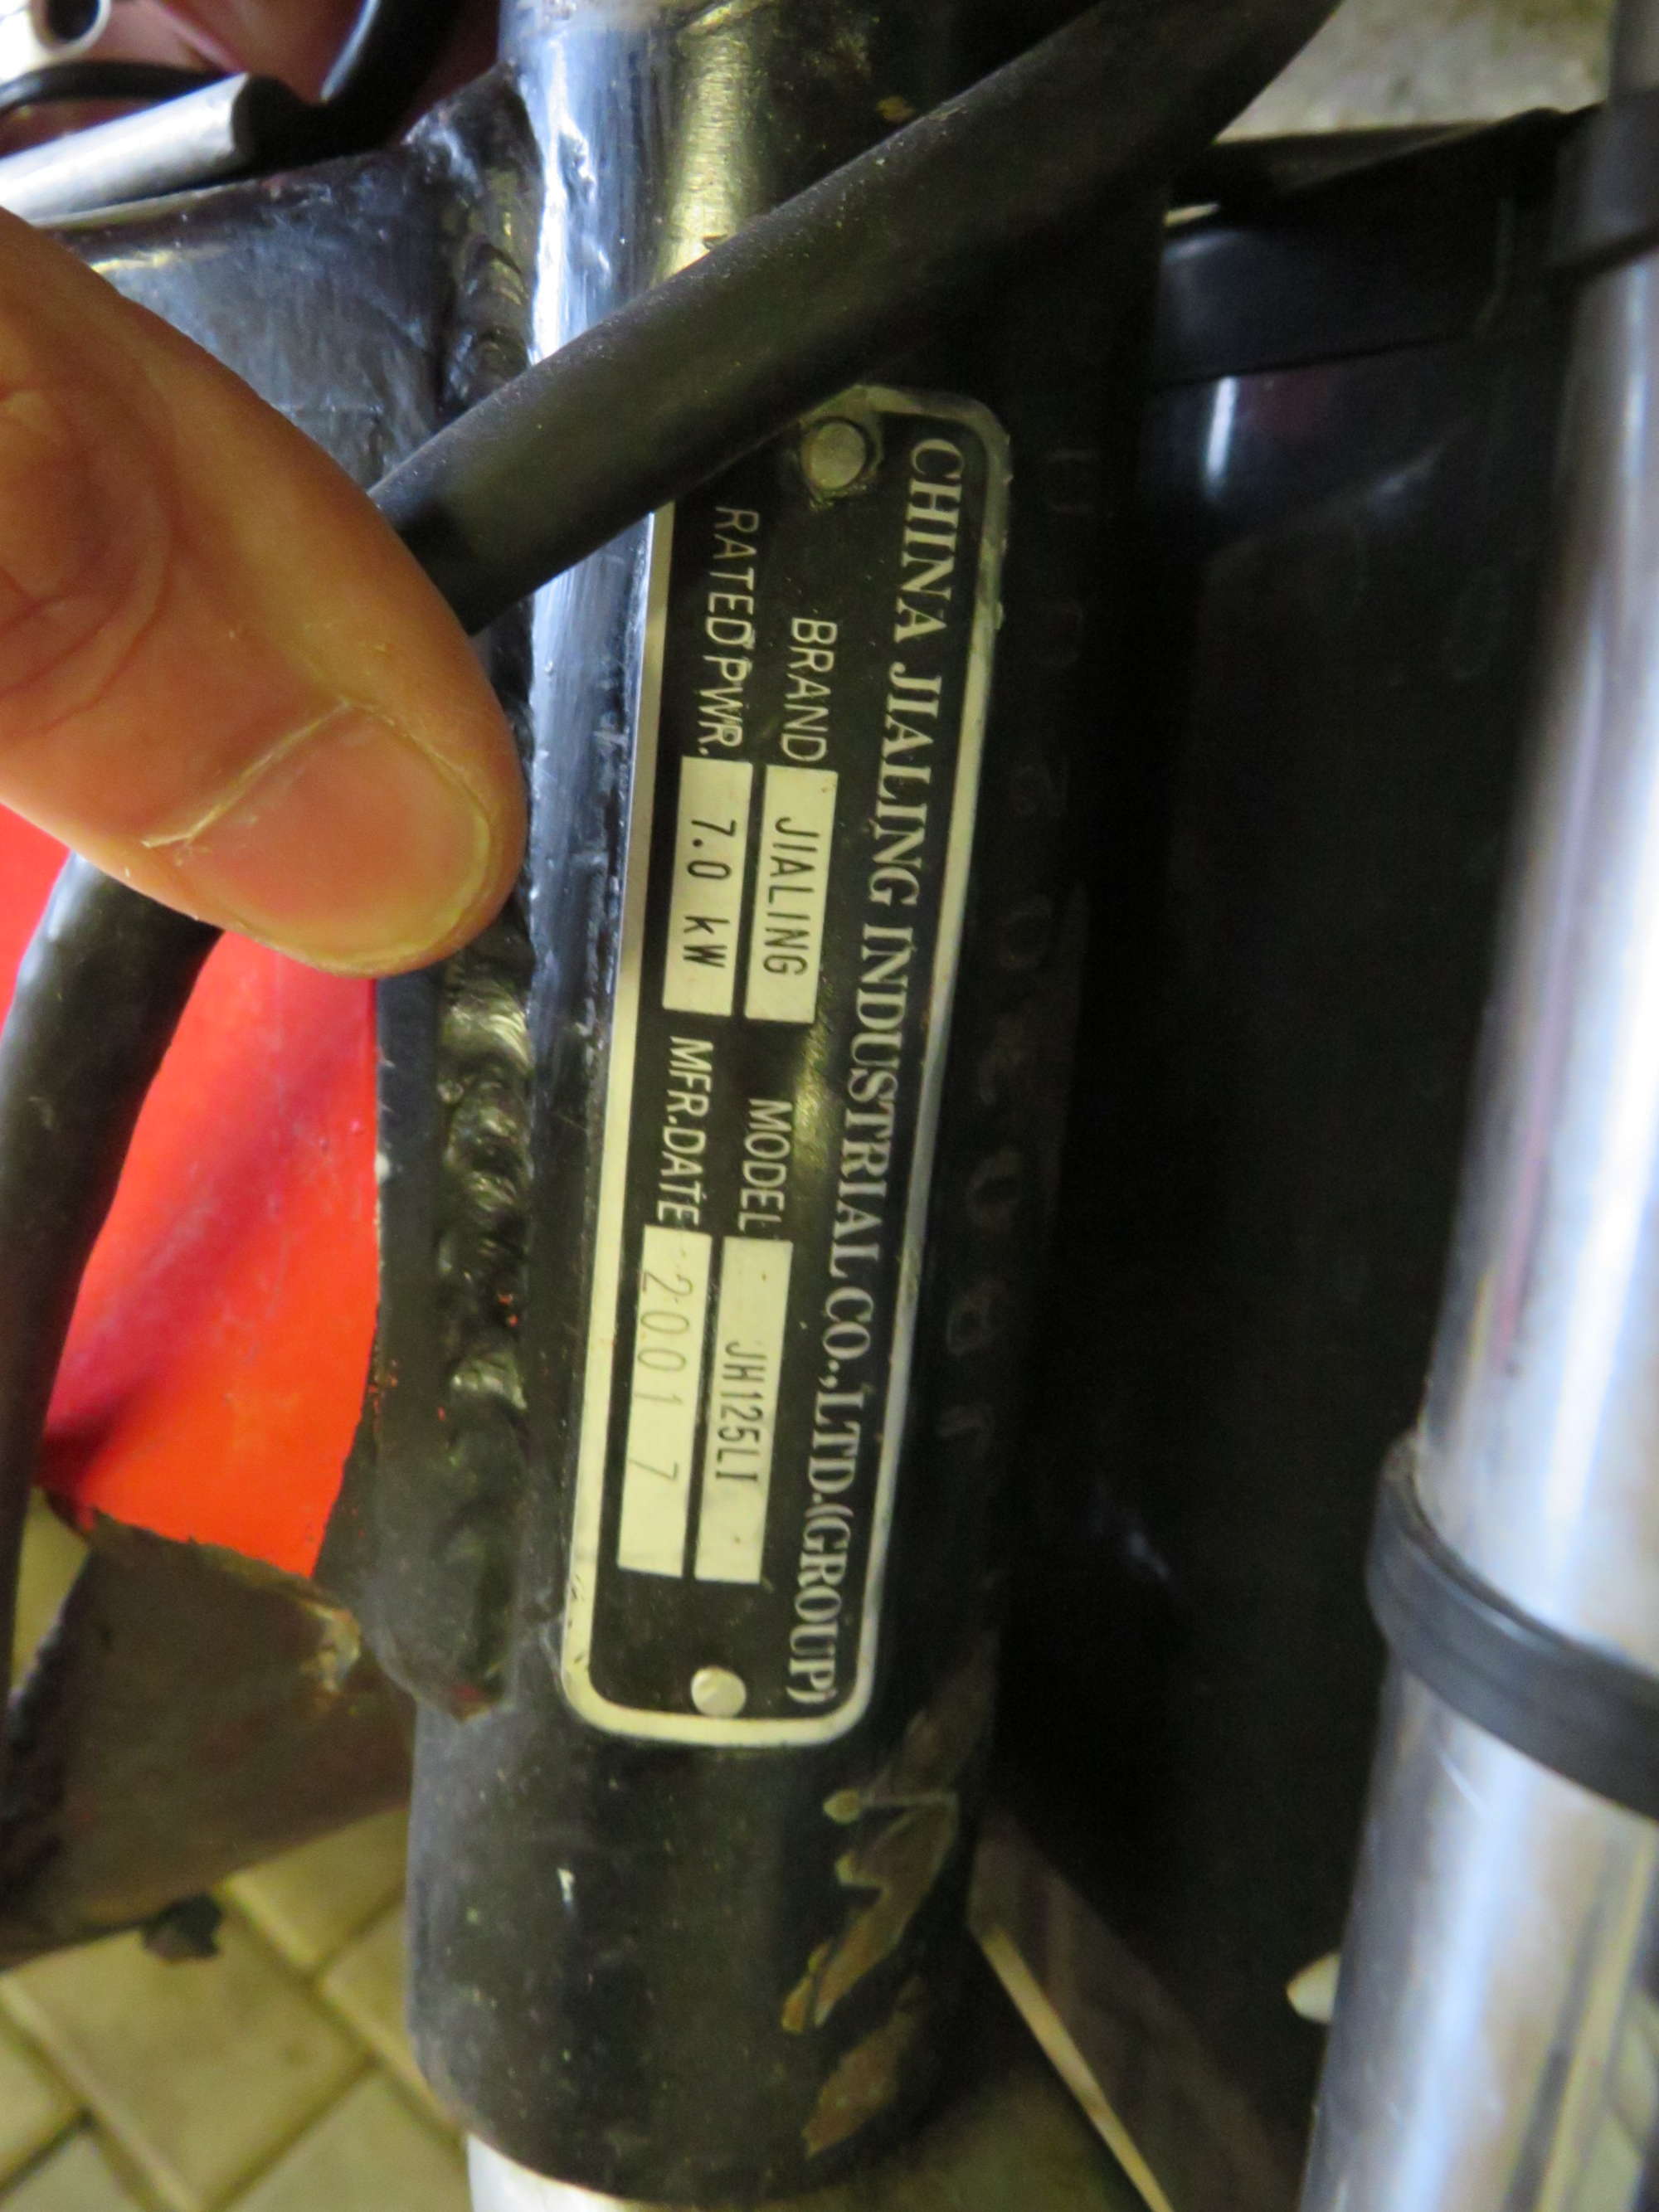 CHINA JIALING INDUSTRIAL CO.,LTD.(GROUP)
BRAND JIALING MODEL JH125LI
RATED PWR. 7.0 kW MFR.DATE 2001 7